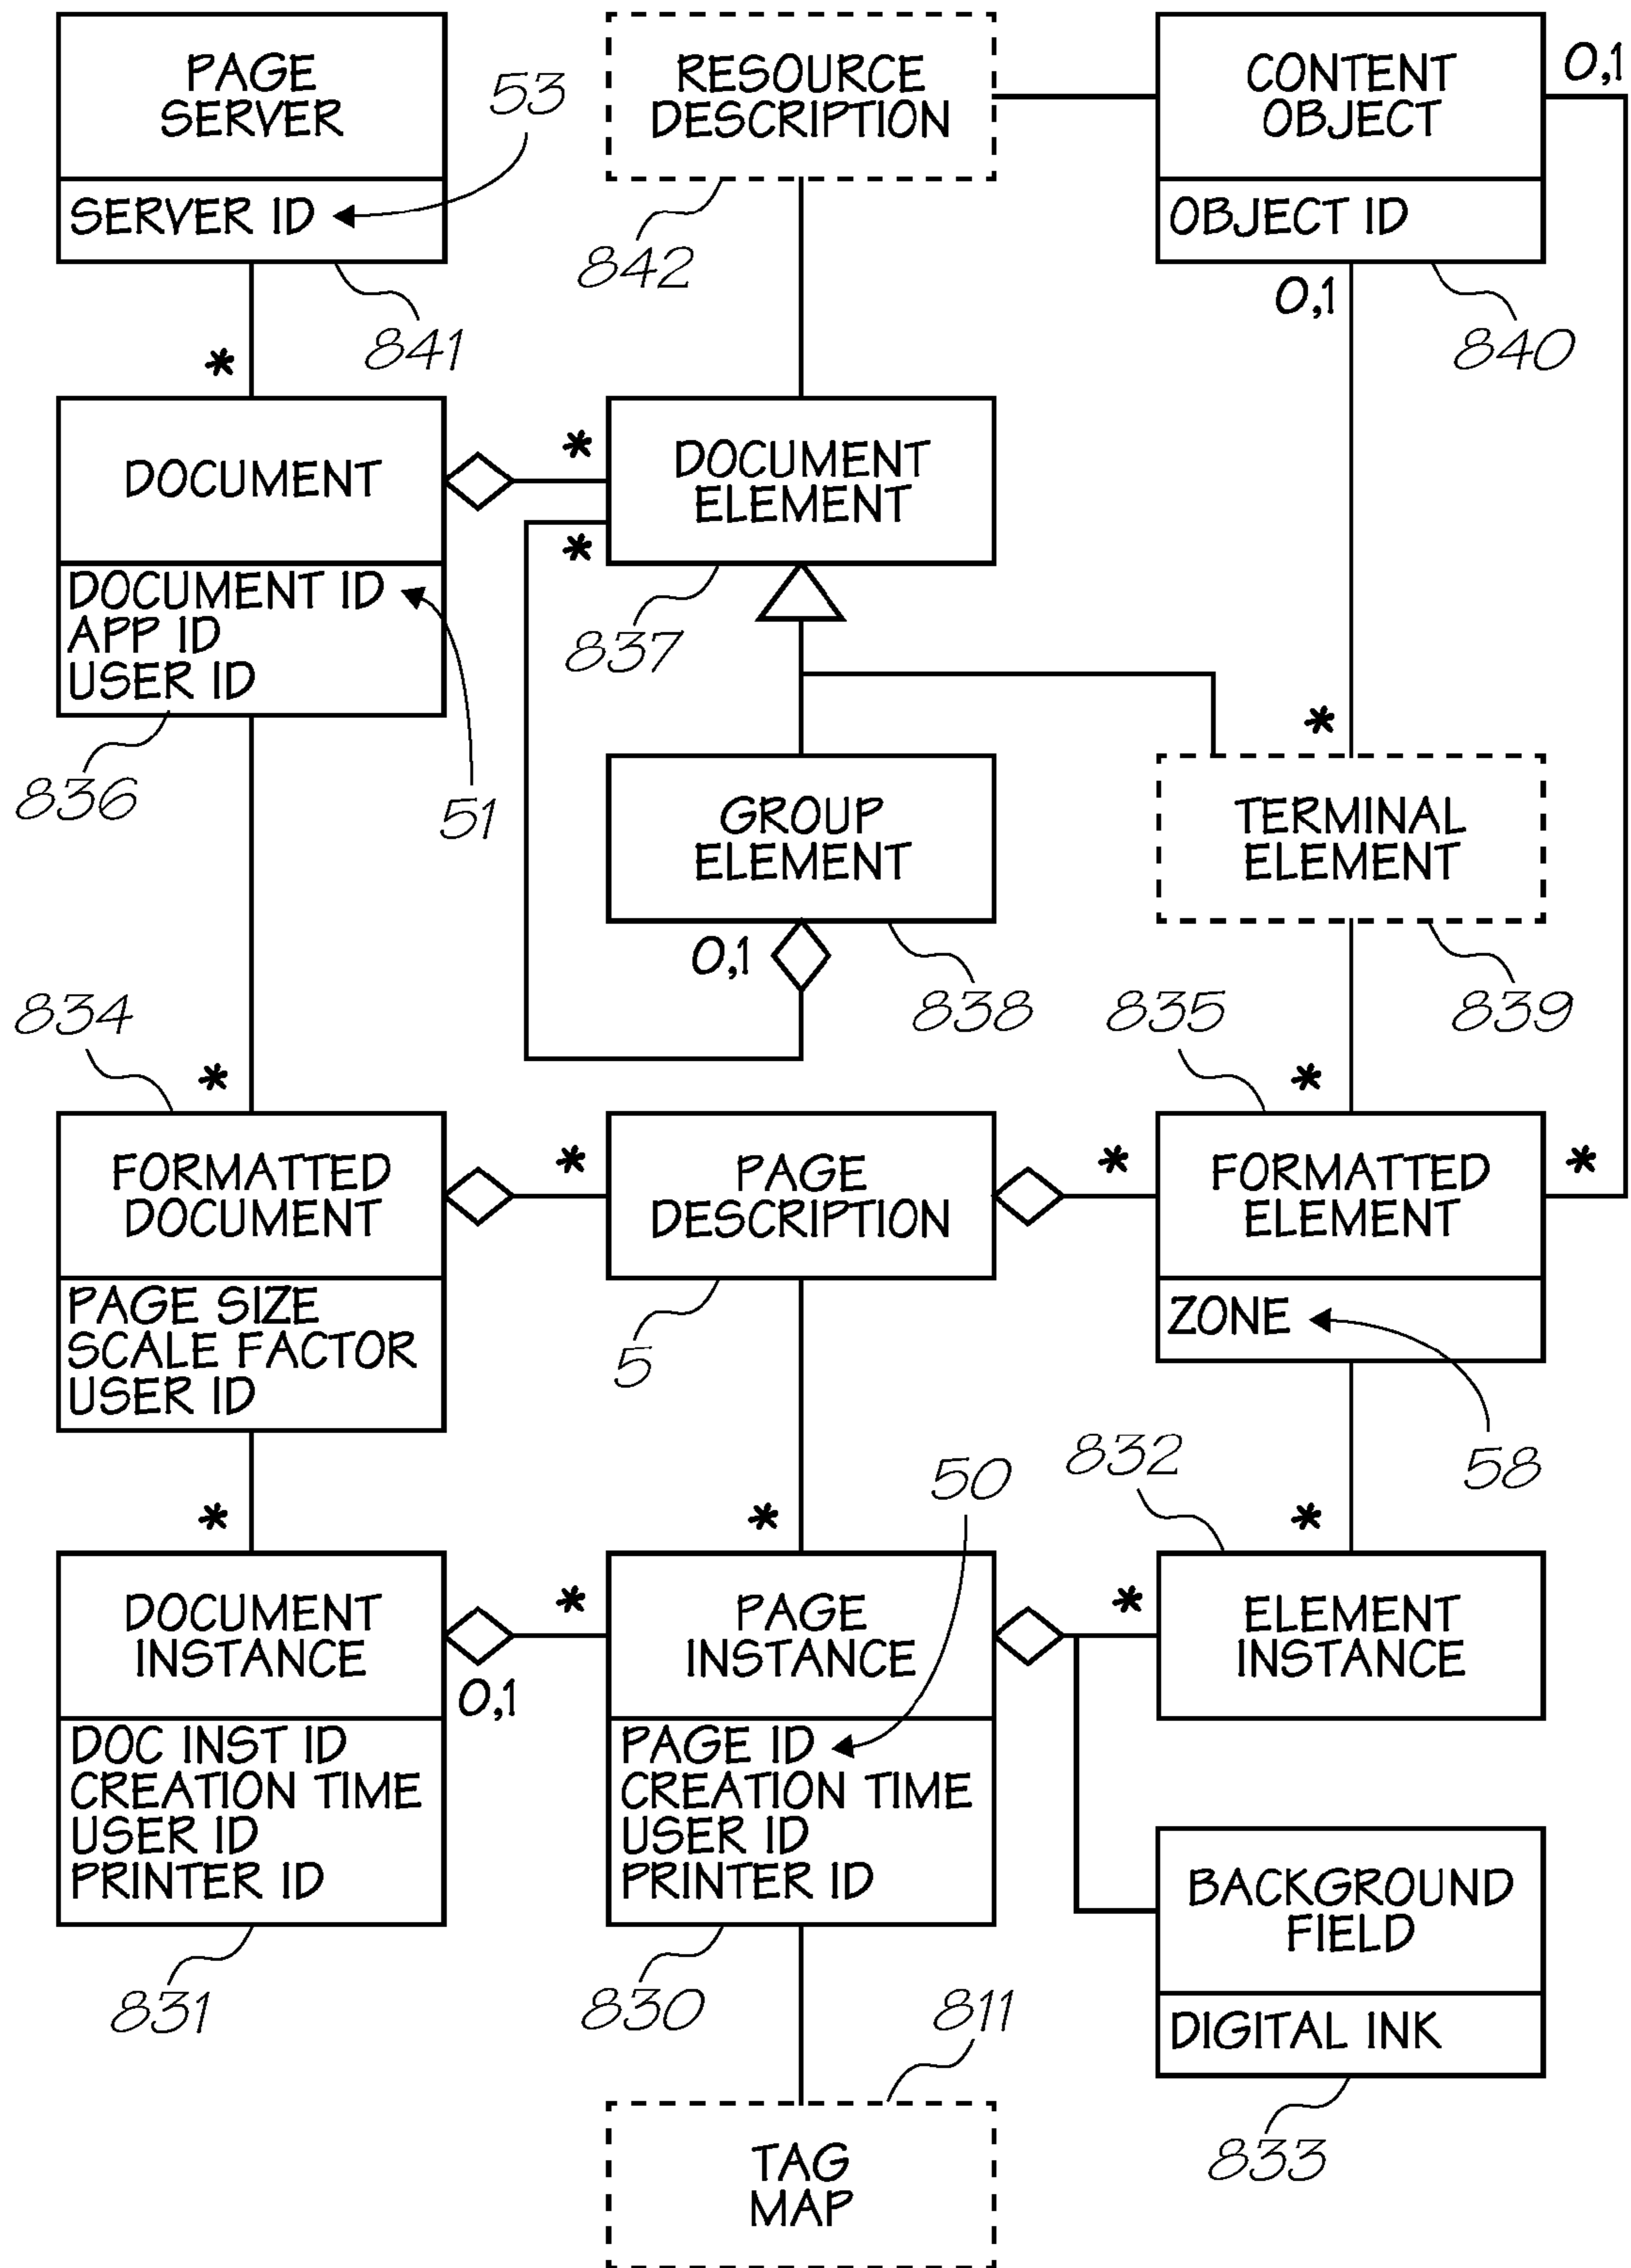 PAGE
SERVER
53
SERVER ID
841
RESOURCE
DESCRIPTION
842
CONTENT
OBJECT
0,1
OBJECT ID
0,1
840
*
DOCUMENT
*
DOCUMENT
ELEMENT
*
DOCUMENT ID
APP ID
USER ID
837
836
51
*
GROUP
ELEMENT
TERMINAL
ELEMENT
0,1
838
839
834
835
*
*
FORMATTED
DOCUMENT
*
PAGE
DESCRIPTION
*
FORMATTED
ELEMENT
*
PAGE SIZE
SCALE FACTOR
USER ID
5
ZONE
58
50
832
*
*
*
DOCUMENT
INSTANCE
*
0,1
PAGE
INSTANCE
*
ELEMENT
INSTANCE
DOC INST ID
CREATION TIME
USER ID
PRINTER ID
PAGE ID
CREATION TIME
USER ID
PRINTER ID
BACKGROUND
FIELD
DIGITAL INK
831
830
811
833
TAG
MAP